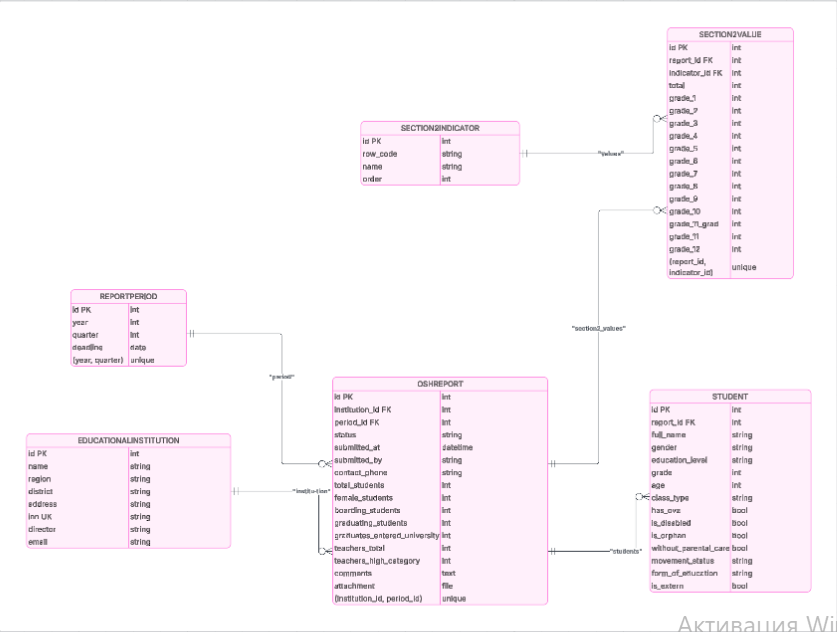 SECTION2VALUE
id PK int
report_id FK int
indicator_id FK int
total int
grade_1 int
grade_2 int
grade_3 int
grade_4 int
grade_5 int
grade_6 int
grade_7 int
grade_8 int
grade_9 int
grade_10 int
grade_11_grad int
grade_11 int
grade_12 int
(report_id,
indicator_id) unique
SECTION2INDICATOR
id PK int
row_code string
name string
order int
"values"
"section2_values"
REPORTPERIOD
id PK int
year int
quarter int
deadline date
(year, quarter) unique
"period"
EDUCATIONALINSTITUTION
id PK int
name string
region string
district string
address string
inn UK string
director string
email string
"institution"
OSHREPORT
id PK int
institution_id FK int
period_id FK int
status string
submitted_at datetime
submitted_by string
contact_phone string
total_students int
female_students int
boarding_students int
graduating_students int
graduates_entered_university int
teachers_total int
teachers_high_category int
comments text
attachment file
(institution_id, period_id) unique
"students"
STUDENT
id PK int
report_id FK int
full_name string
gender string
education_level string
grade int
age int
class_type string
has_ovz bool
is_disabled bool
is_orphan bool
without_parental_care bool
movement_status string
form_of_education string
is_extern bool
Активация Wi